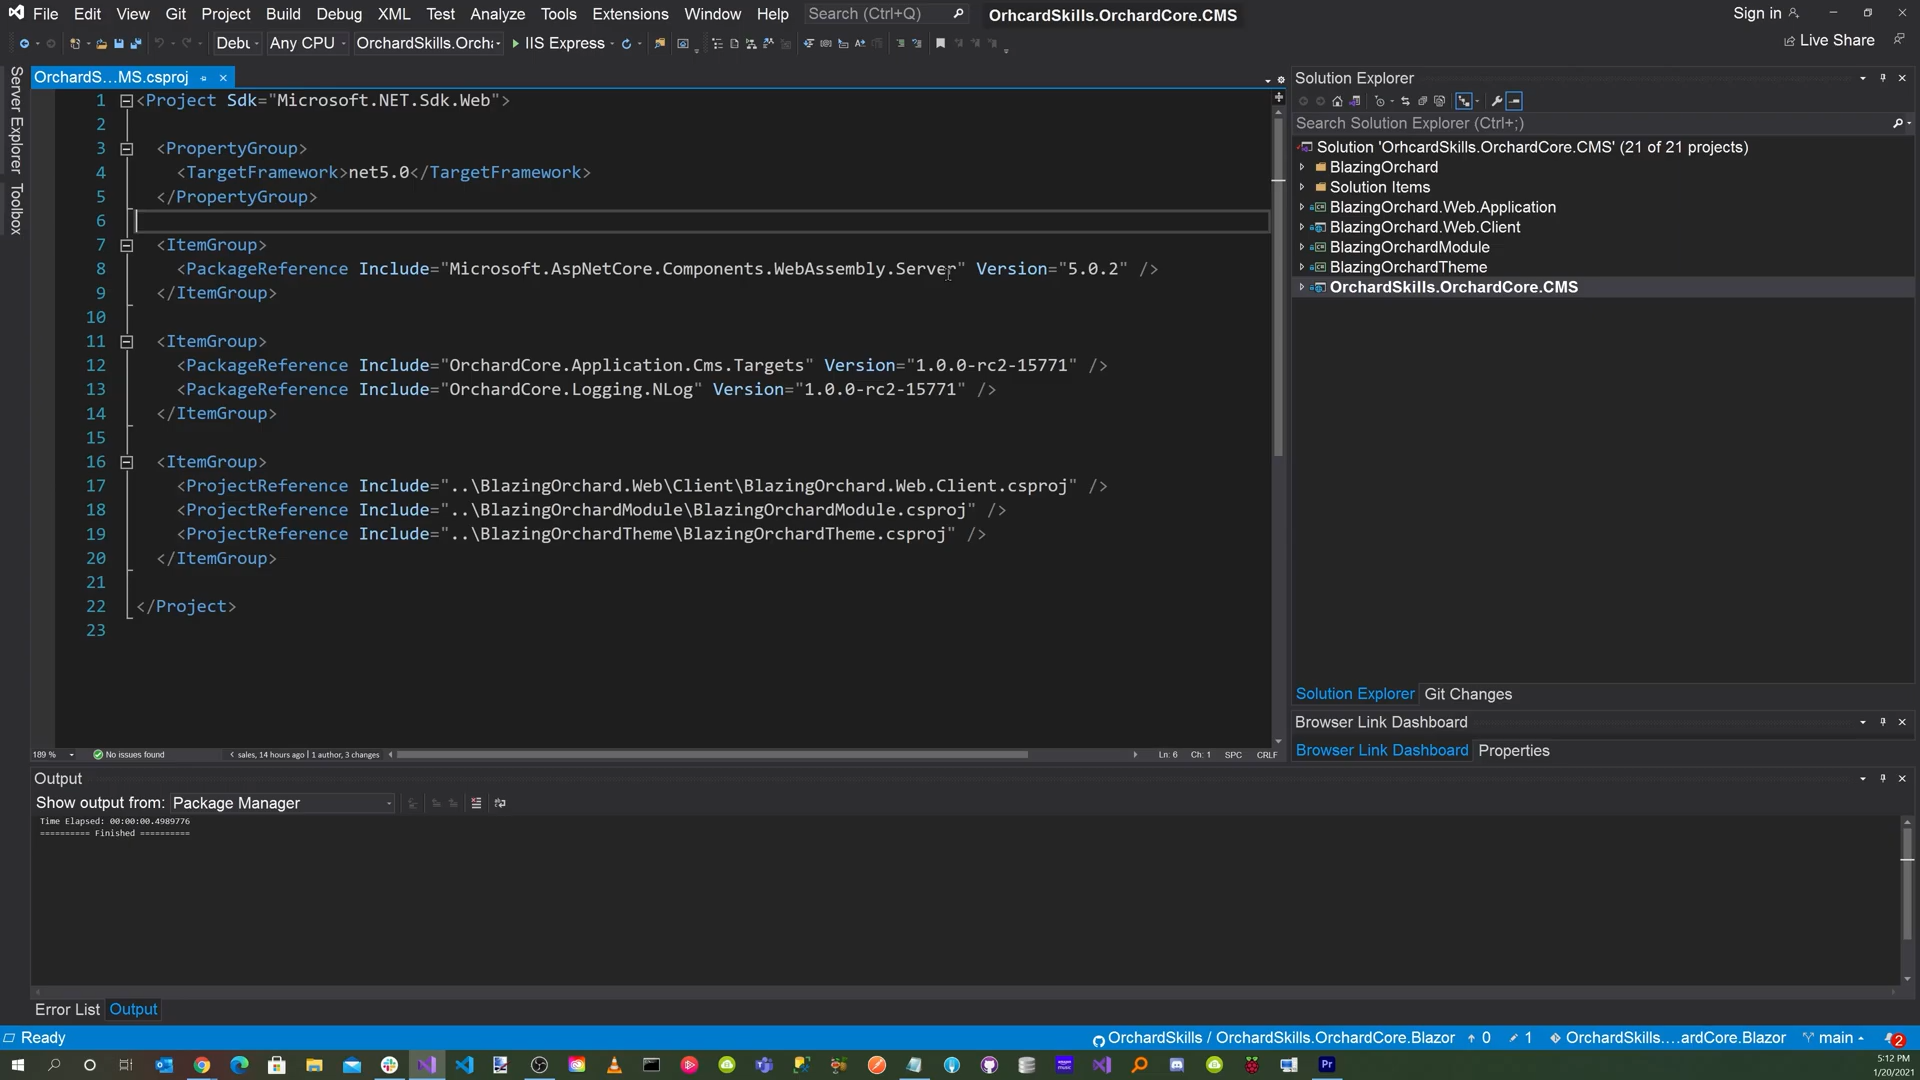 File Edit View Git Project Build Debug XML Test Analyze Tools Extensions Window Help Search (Ctrl+Q) OrhcardSkills.OrchardCore.CMS Sign in
Debu Any CPU OrchardSkills.Orcha IIS Express Live Share
Server Explorer
Toolbox
OrchardS...MS.csproj
1 <Project Sdk="Microsoft.NET.Sdk.Web">
2
3 <PropertyGroup>
4 <TargetFramework>net5.0</TargetFramework>
5 </PropertyGroup>
6
7 <ItemGroup>
8 <PackageReference Include="Microsoft.AspNetCore.Components.WebAssembly.Server" Version="5.0.2" />
9 </ItemGroup>
10
11 <ItemGroup>
12 <PackageReference Include="OrchardCore.Application.Cms.Targets" Version="1.0.0-rc2-15771" />
13 <PackageReference Include="OrchardCore.Logging.NLog" Version="1.0.0-rc2-15771" />
14 </ItemGroup>
15
16 <ItemGroup>
17 <ProjectReference Include="..\BlazingOrchard.Web\Client\BlazingOrchard.Web.Client.csproj" />
18 <ProjectReference Include="..\BlazingOrchardModule\BlazingOrchardModule.csproj" />
19 <ProjectReference Include="..\BlazingOrchardTheme\BlazingOrchardTheme.csproj" />
20 </ItemGroup>
21
22 </Project>
23
189 % No issues found < sales, 14 hours ago | 1 author, 3 changes Ln: 6 Ch: 1 SPC CRLF
Solution Explorer
Search Solution Explorer (Ctrl+;)
Solution 'OrhcardSkills.OrchardCore.CMS' (21 of 21 projects)
BlazingOrchard
Solution Items
BlazingOrchard.Web.Application
BlazingOrchard.Web.Client
BlazingOrchardModule
BlazingOrchardTheme
OrchardSkills.OrchardCore.CMS
Solution Explorer Git Changes
Browser Link Dashboard
Browser Link Dashboard Properties
Output
Show output from: Package Manager
Time Elapsed: 00:00:00.4989776
========== Finished ==========
Error List Output
Ready OrchardSkills / OrchardSkills.OrchardCore.Blazor 0 1 OrchardSkills....ardCore.Blazor main 2
5:12 PM
1/20/2021